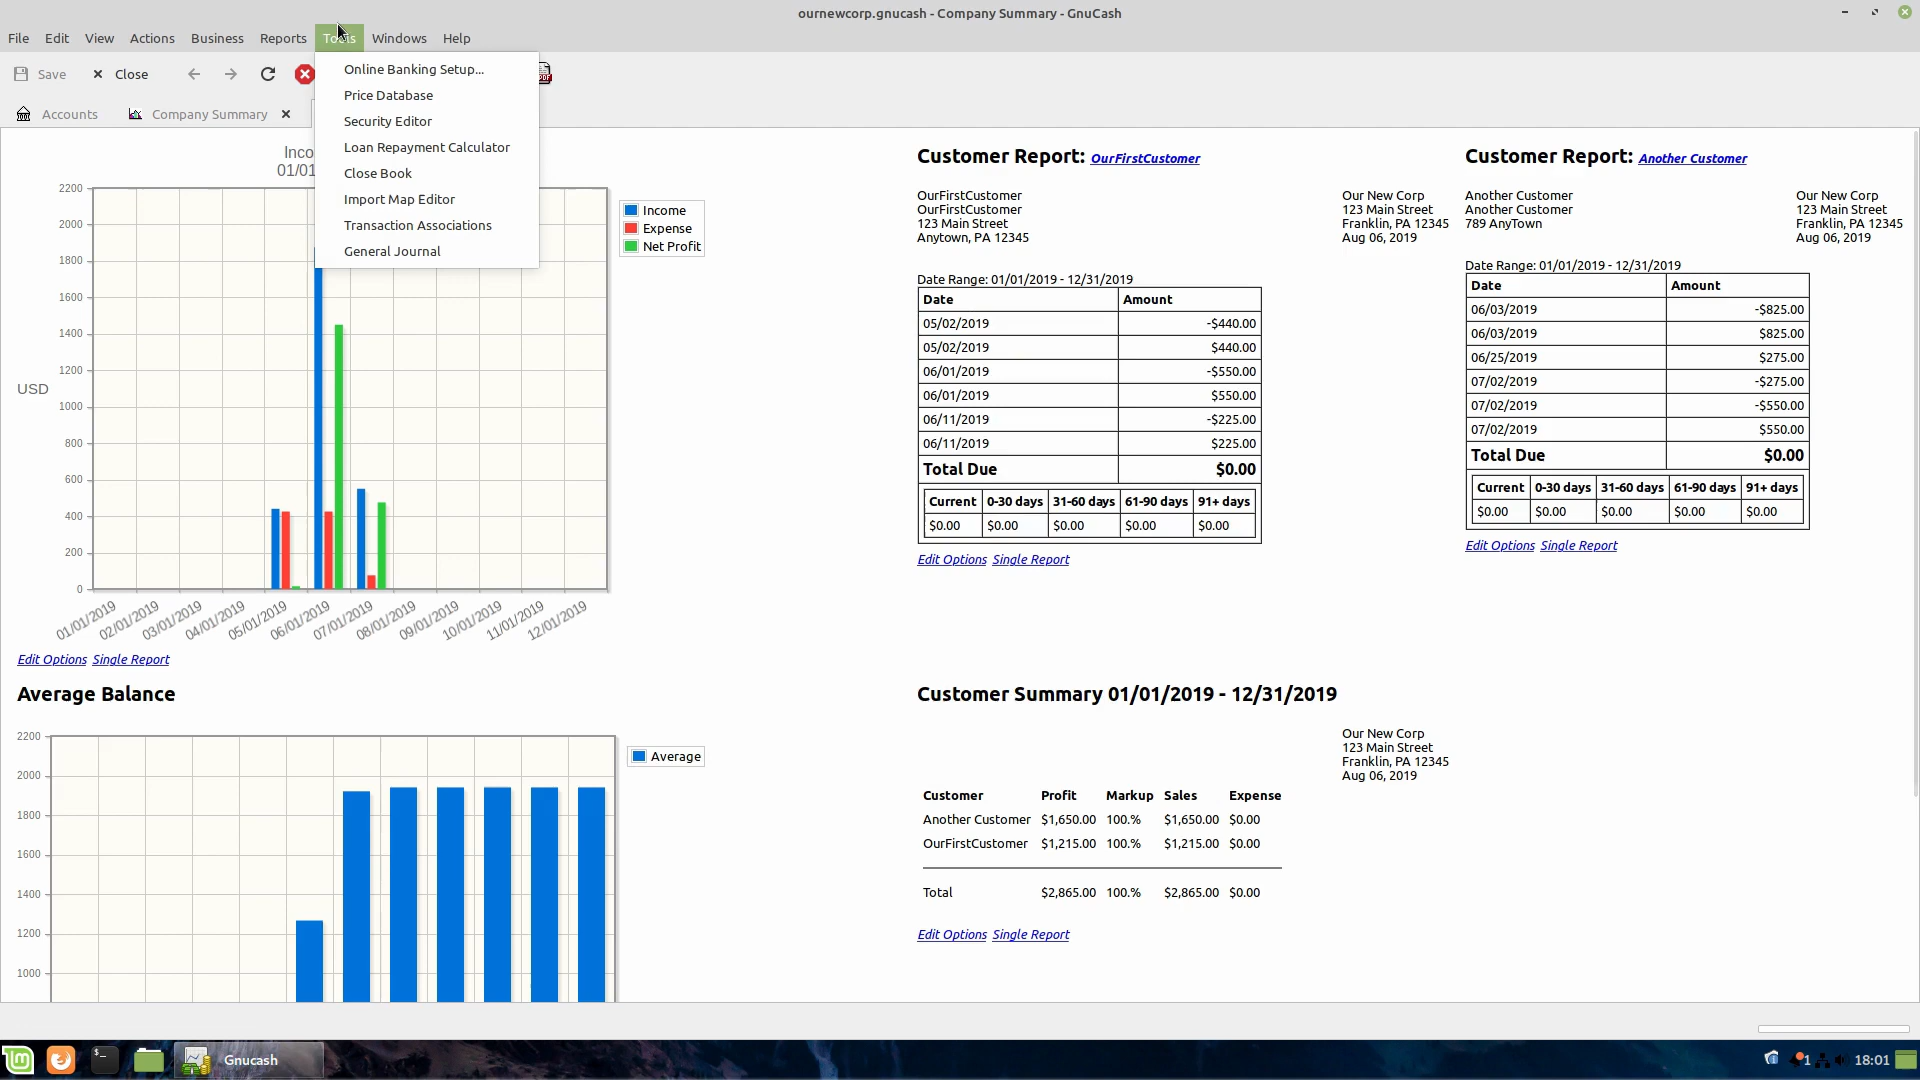 ournewcorp.gnucash - Company Summary - GnuCash
File Edit View Actions Business Reports Tools Windows Help
Save Close
Online Banking Setup...
Price Database
Security Editor
Loan Repayment Calculator
Close Book
Import Map Editor
Transaction Associations
General Journal
Accounts Company Summary
Inco
01/01
2200
2000
1800
1600
1400
1200
1000
800
600
400
200
0
USD
01/01/2019 02/01/2019 03/01/2019 04/01/2019 05/01/2019 06/01/2019 07/01/2019 08/01/2019 09/01/2019 10/01/2019 11/01/2019 12/01/2019
Income
Expense
Net Profit
Edit Options Single Report
Customer Report: OurFirstCustomer
OurFirstCustomer
OurFirstCustomer
123 Main Street
Anytown, PA 12345
Our New Corp
123 Main Street
Franklin, PA 12345
Aug 06, 2019
Date Range: 01/01/2019 - 12/31/2019
Date Amount
05/02/2019 -$440.00
05/02/2019 $440.00
06/01/2019 -$550.00
06/01/2019 $550.00
06/11/2019 -$225.00
06/11/2019 $225.00
Total Due $0.00
Current 0-30 days 31-60 days 61-90 days 91+ days
$0.00 $0.00 $0.00 $0.00 $0.00
Edit Options Single Report
Customer Report: Another Customer
Another Customer
Another Customer
789 AnyTown
Our New Corp
123 Main Street
Franklin, PA 12345
Aug 06, 2019
Date Range: 01/01/2019 - 12/31/2019
Date Amount
06/03/2019 -$825.00
06/03/2019 $825.00
06/25/2019 $275.00
07/02/2019 -$275.00
07/02/2019 -$550.00
07/02/2019 $550.00
Total Due $0.00
Current 0-30 days 31-60 days 61-90 days 91+ days
$0.00 $0.00 $0.00 $0.00 $0.00
Edit Options Single Report
Average Balance
2200
2000
1800
1600
1400
1200
1000
Average
Customer Summary 01/01/2019 - 12/31/2019
Our New Corp
123 Main Street
Franklin, PA 12345
Aug 06, 2019
Customer Profit Markup Sales Expense
Another Customer $1,650.00 100.% $1,650.00 $0.00
OurFirstCustomer $1,215.00 100.% $1,215.00 $0.00
Total $2,865.00 100.% $2,865.00 $0.00
Edit Options Single Report
Gnucash
1 18:01